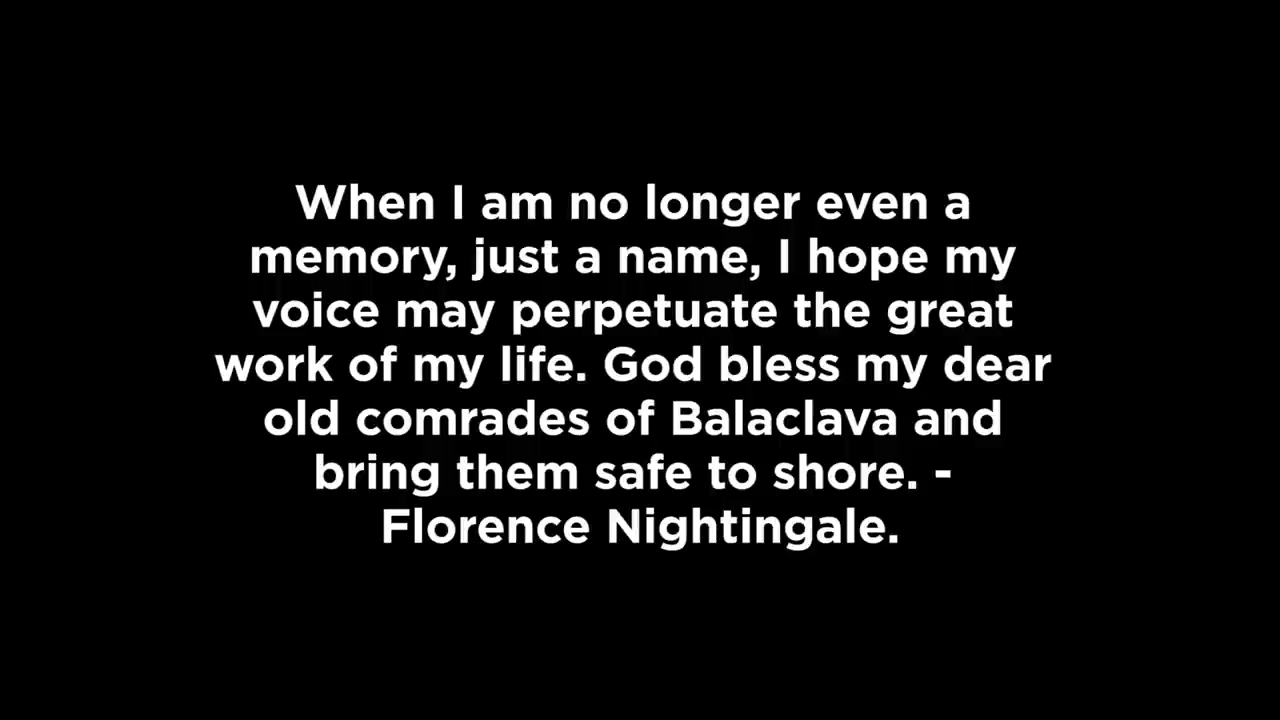 When I am no longer even a
memory, just a name, I hope my
voice may perpetuate the great
work of my life. God bless my dear
old comrades of Balaclava and
bring them safe to shore. -
Florence Nightingale.